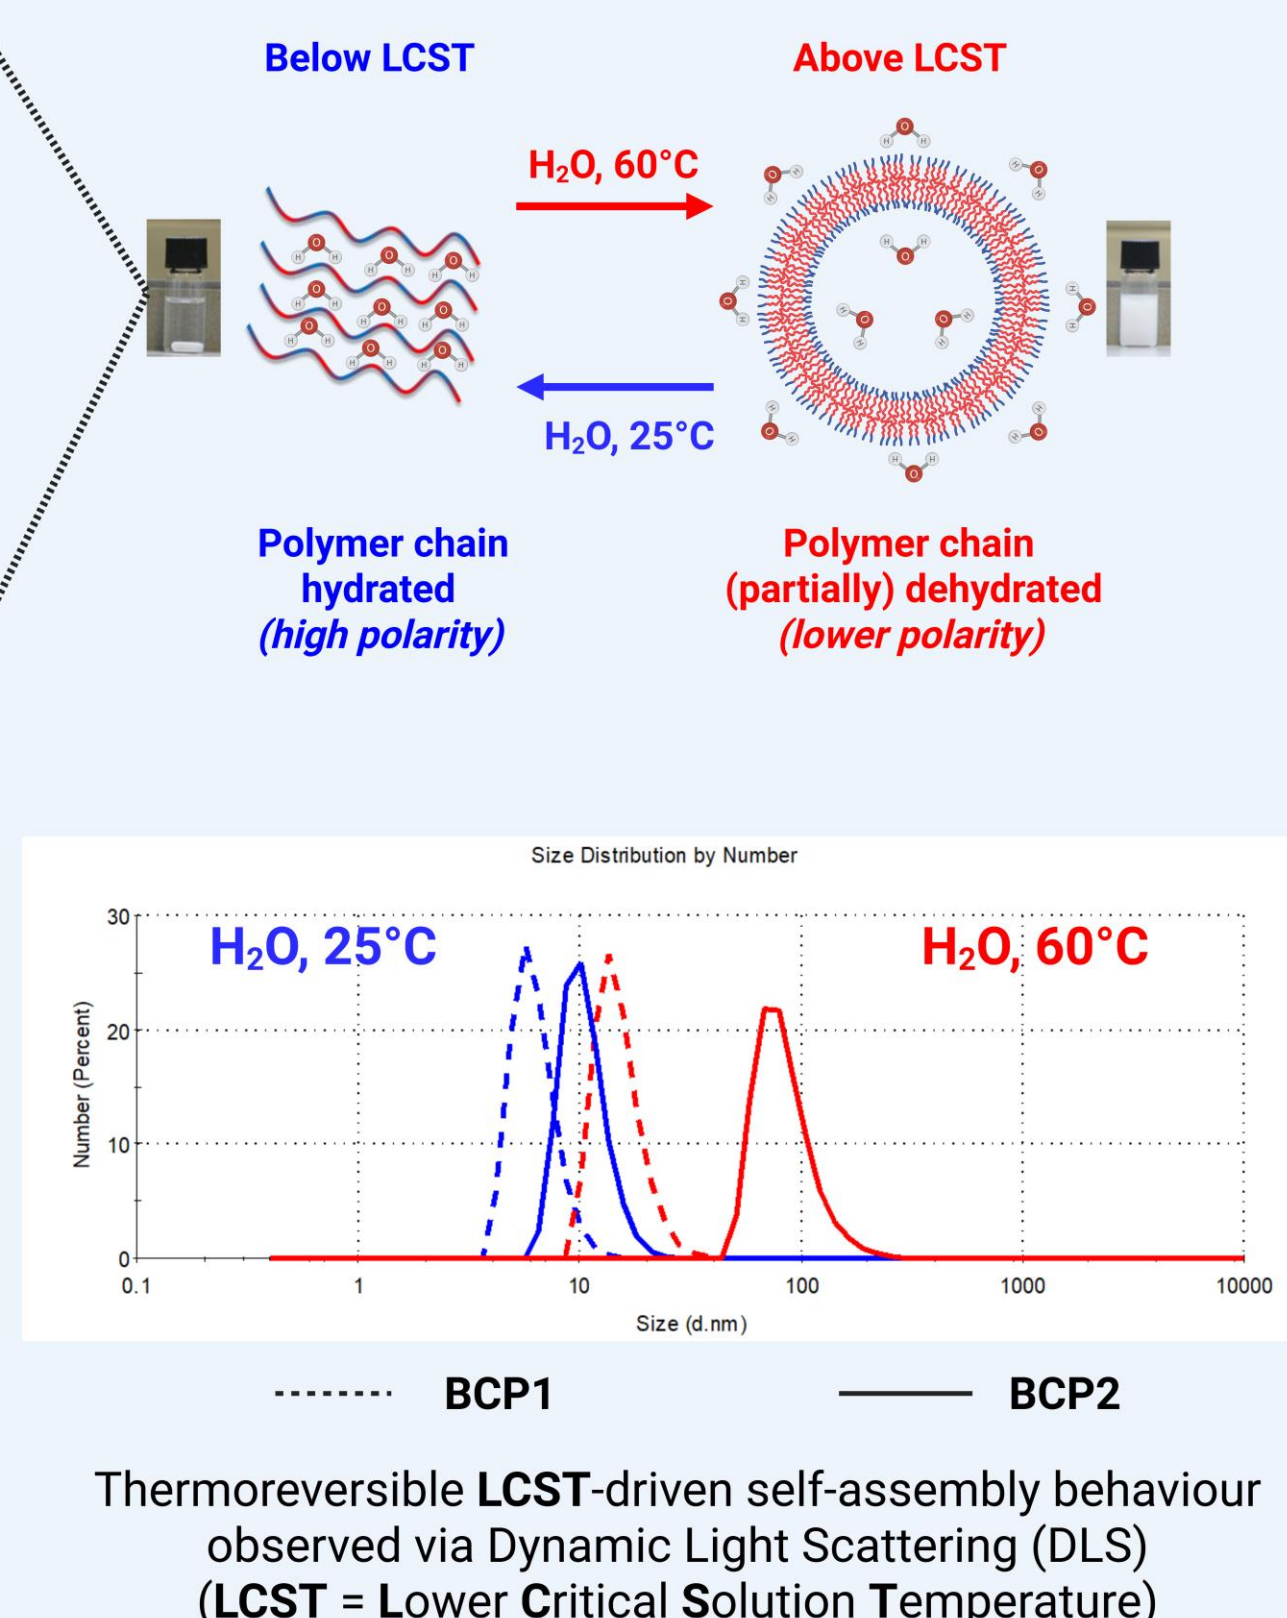 Below LCST
Above LCST
H₂O, 60°C
H₂O, 25°C
Polymer chain
hydrated
(high polarity)
Polymer chain
(partially) dehydrated
(lower polarity)
Size Distribution by Number
H₂O, 25°C
H₂O, 60°C
Number (Percent)
30
20
10
0
0.1 1 10 100 1000 10000
Size (d.nm)
BCP1
BCP2
Thermoreversible LCST-driven self-assembly behaviour
observed via Dynamic Light Scattering (DLS)
(LCST = Lower Critical Solution Temperature)